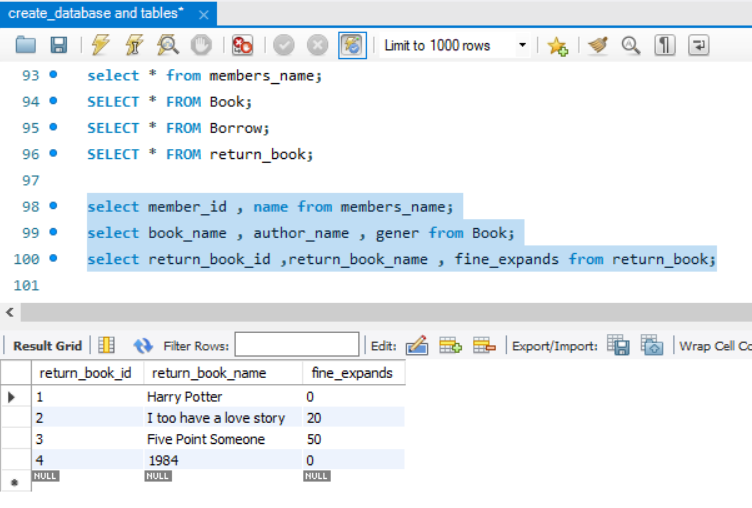 create_database and tables* ×
Limit to 1000 rows
93 select * from members_name;
94 SELECT * FROM Book;
95 SELECT * FROM Borrow;
96 SELECT * FROM return_book;
97
98 select member_id , name from members_name;
99 select book_name , author_name , gener from Book;
100 select return_book_id ,return_book_name , fine_expands from return_book;
101
Result Grid Filter Rows: Edit: Export/Import: Wrap Cell Co
return_book_id return_book_name fine_expands
1 Harry Potter 0
2 I too have a love story 20
3 Five Point Someone 50
4 1984 0
NULL NULL NULL